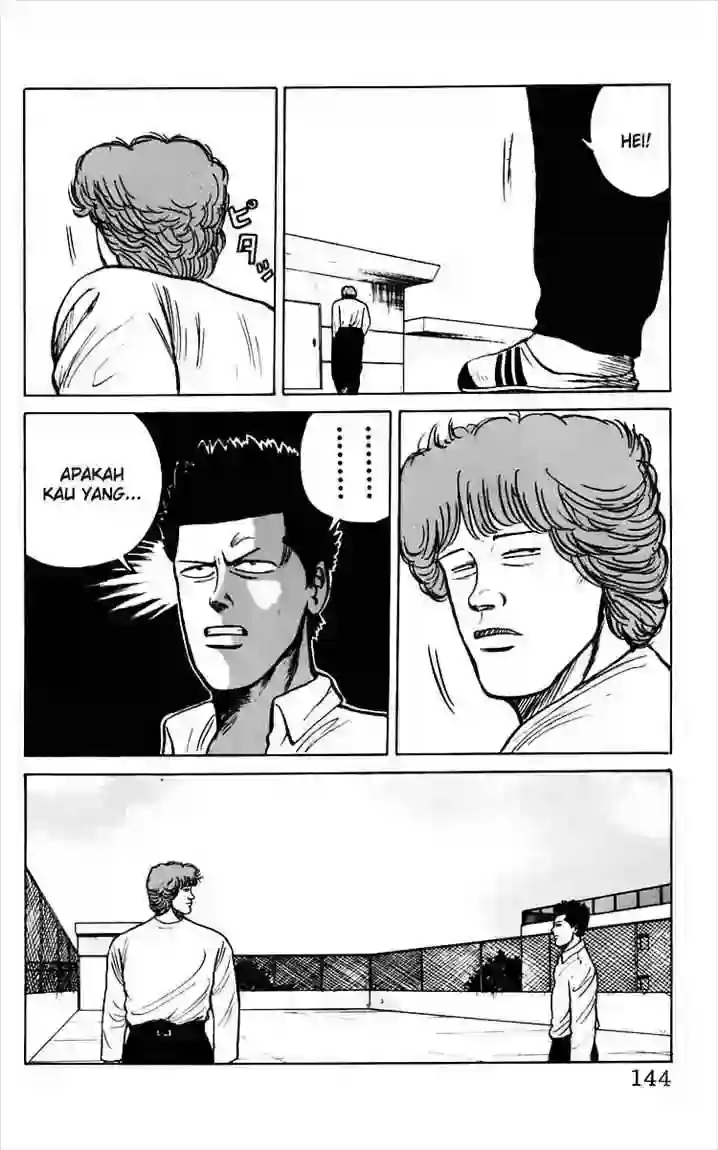 HEI!
ピタッ
………
………
APAKAH
KAU YANG...
144